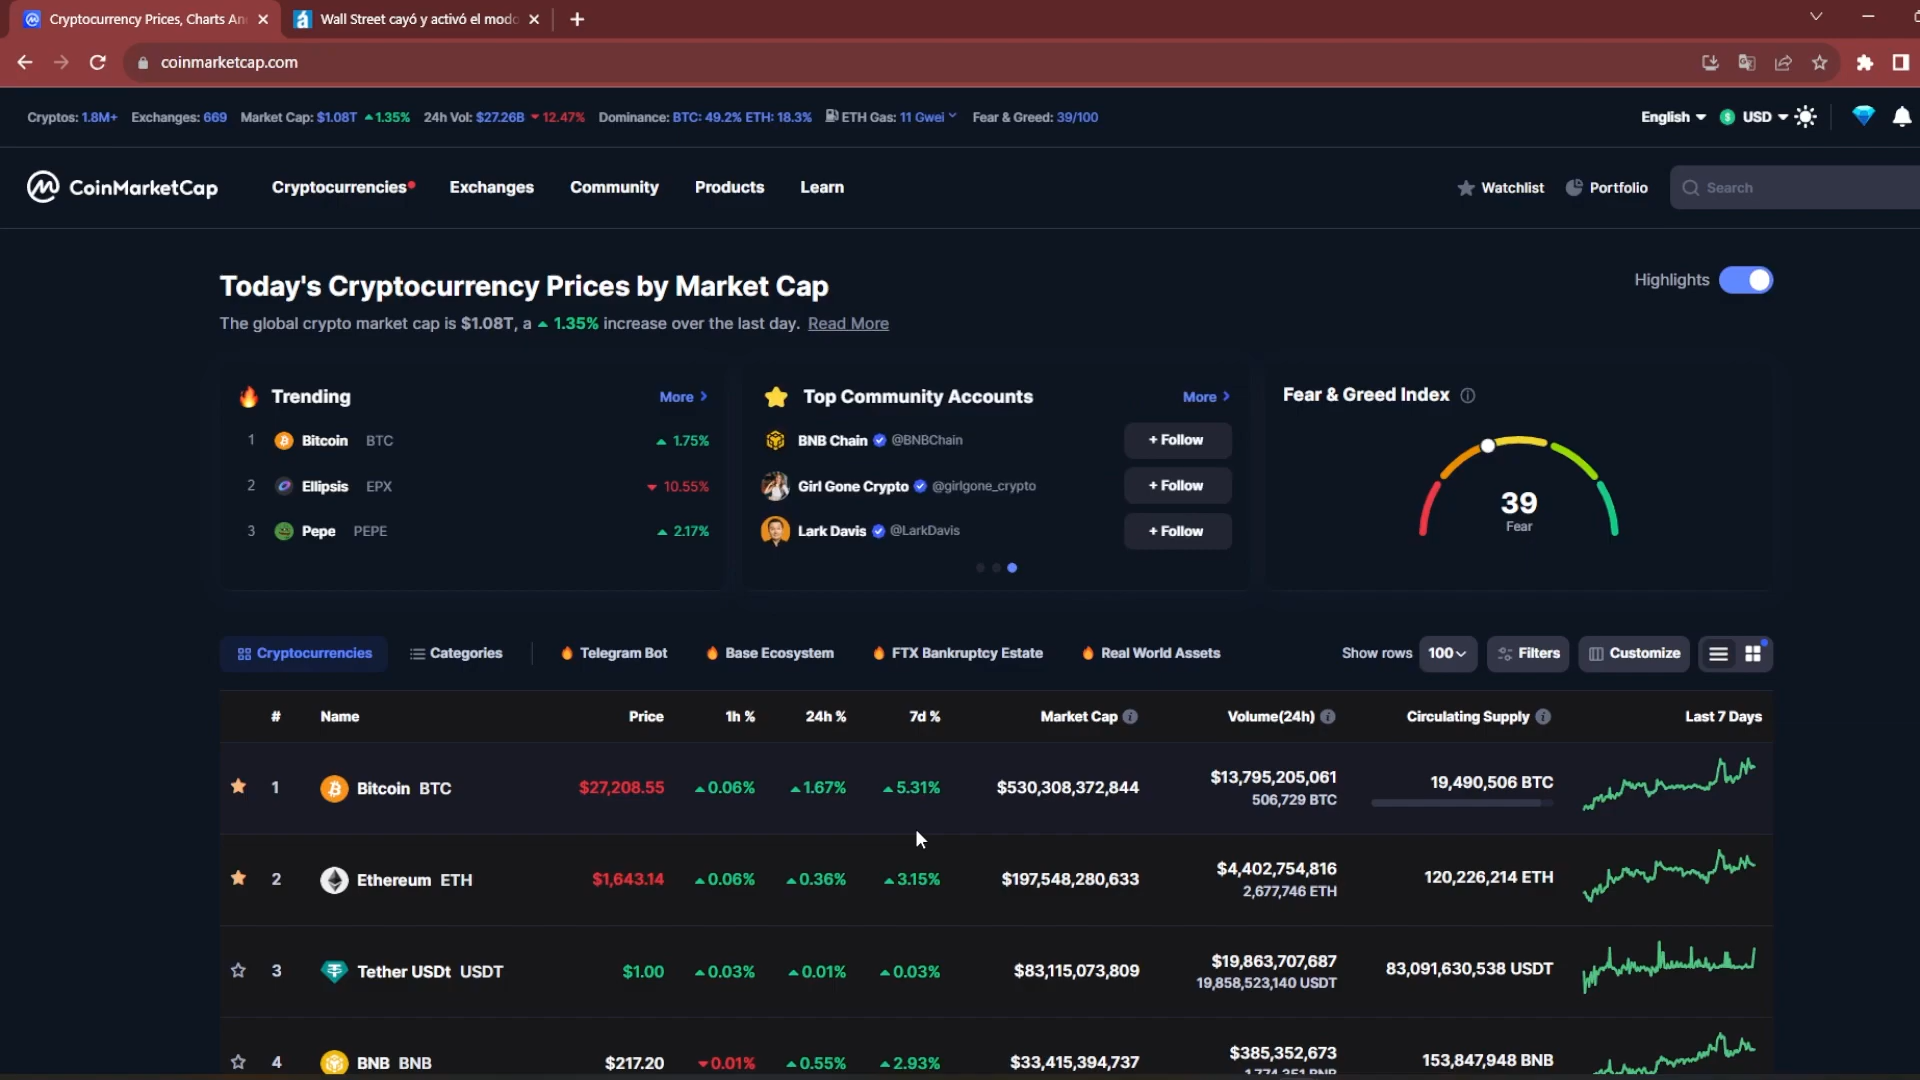 Cryptocurrency Prices, Charts An
Wall Street cayó y activó el modo
coinmarketcap.com
Cryptos: 1.8M+ Exchanges: 669 Market Cap: $1.08T 1.35% 24h Vol: $27.26B 12.47% Dominance: BTC: 49.2% ETH: 18.3% ETH Gas: 11 Gwei Fear & Greed: 39/100
English USD
CoinMarketCap Cryptocurrencies Exchanges Community Products Learn
Watchlist Portfolio Search
Today's Cryptocurrency Prices by Market Cap
Highlights
The global crypto market cap is $1.08T, a 1.35% increase over the last day. Read More
Trending More
1 Bitcoin BTC 1.75%
2 Ellipsis EPX 10.55%
3 Pepe PEPE 2.17%
Top Community Accounts More
BNB Chain @BNBChain + Follow
Girl Gone Crypto @girlgone_crypto + Follow
Lark Davis @LarkDavis + Follow
Fear & Greed Index
39
Fear
Cryptocurrencies Categories Telegram Bot Base Ecosystem FTX Bankruptcy Estate Real World Assets Show rows 100 Filters Customize
# Name Price 1h % 24h % 7d % Market Cap Volume(24h) Circulating Supply Last 7 Days
1 Bitcoin BTC $27,208.55 0.06% 1.67% 5.31% $530,308,372,844 $13,795,205,061 19,490,506 BTC
506,729 BTC
2 Ethereum ETH $1,643.14 0.06% 0.36% 3.15% $197,548,280,633 $4,402,754,816 120,226,214 ETH
2,677,746 ETH
3 Tether USDt USDT $1.00 0.03% 0.01% 0.03% $83,115,073,809 $19,863,707,687 83,091,630,538 USDT
19,858,523,140 USDT
4 BNB BNB $217.20 0.01% 0.55% 2.93% $33,415,394,737 $385,352,673 153,847,948 BNB